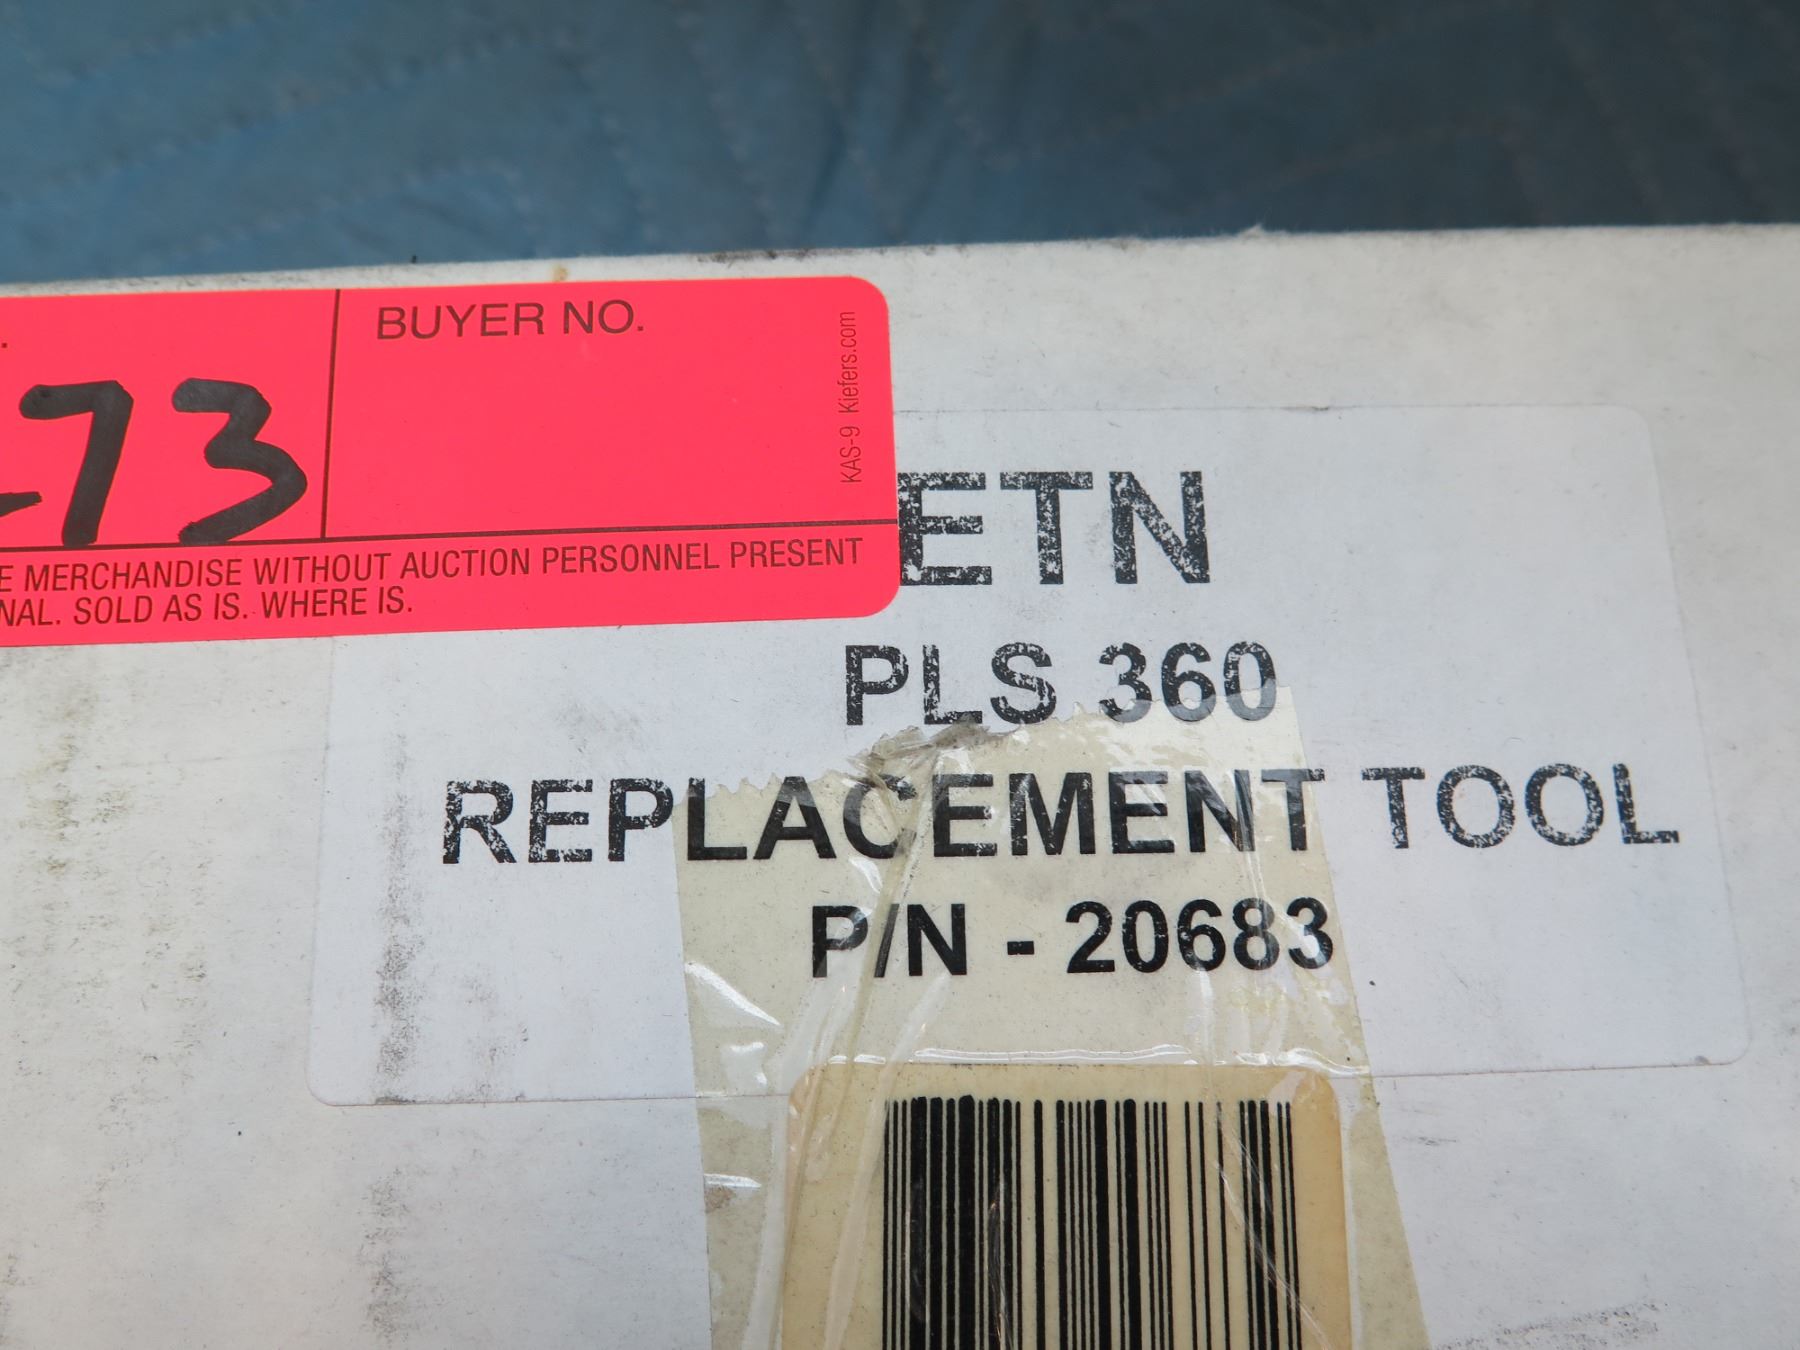 BUYER NO.
73
KAS-9 Kiefers.com
MERCHANDISE WITHOUT AUCTION PERSONNEL PRESENT
SOLD AS IS. WHERE IS.
ETN
PLS 360
REPLACEMENT TOOL
P/N - 20683